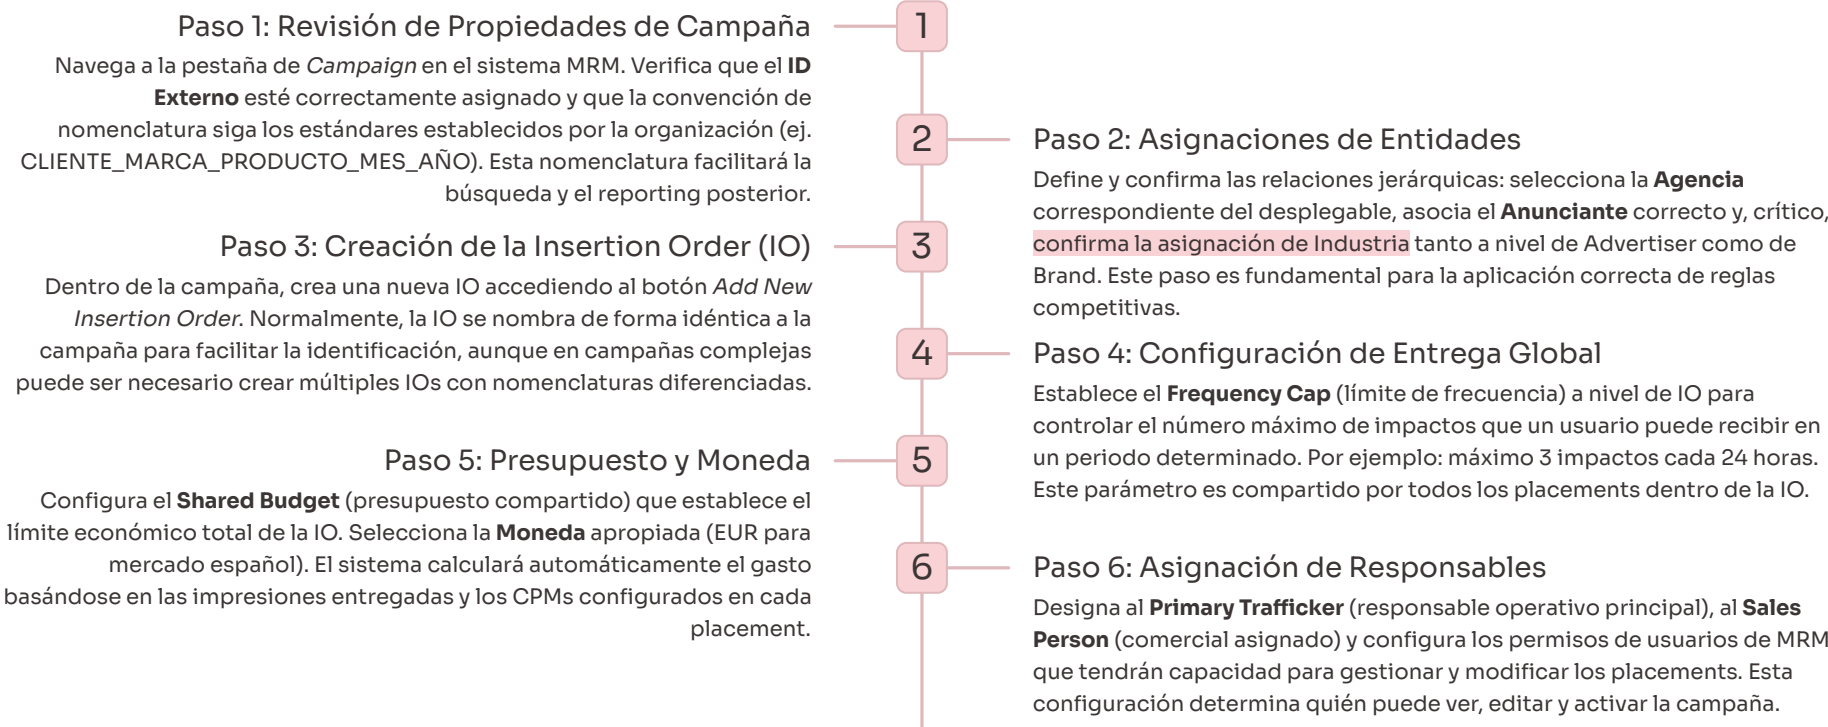 1
Paso 1: Revisión de Propiedades de Campaña
Navega a la pestaña de Campaign en el sistema MRM. Verifica que el ID
Externo esté correctamente asignado y que la convención de
nomenclatura siga los estándares establecidos por la organización (ej.
CLIENTE_MARCA_PRODUCTO_MES_AÑO). Esta nomenclatura facilitará la
búsqueda y el reporting posterior.
2
Paso 2: Asignaciones de Entidades
Define y confirma las relaciones jerárquicas: selecciona la Agencia
correspondiente del desplegable, asocia el Anunciante correcto y, crítico,
confirma la asignación de Industria tanto a nivel de Advertiser como de
Brand. Este paso es fundamental para la aplicación correcta de reglas
competitivas.
3
Paso 3: Creación de la Insertion Order (IO)
Dentro de la campaña, crea una nueva IO accediendo al botón Add New
Insertion Order. Normalmente, la IO se nombra de forma idéntica a la
campaña para facilitar la identificación, aunque en campañas complejas
puede ser necesario crear múltiples IOs con nomenclaturas diferenciadas.
4
Paso 4: Configuración de Entrega Global
Establece el Frequency Cap (límite de frecuencia) a nivel de IO para
controlar el número máximo de impactos que un usuario puede recibir en
un periodo determinado. Por ejemplo: máximo 3 impactos cada 24 horas.
Este parámetro es compartido por todos los placements dentro de la IO.
5
Paso 5: Presupuesto y Moneda
Configura el Shared Budget (presupuesto compartido) que establece el
límite económico total de la IO. Selecciona la Moneda apropiada (EUR para
mercado español). El sistema calculará automáticamente el gasto
basándose en las impresiones entregadas y los CPMs configurados en cada
placement.
6
Paso 6: Asignación de Responsables
Designa al Primary Trafficker (responsable operativo principal), al Sales
Person (comercial asignado) y configura los permisos de usuarios de MRM
que tendrán capacidad para gestionar y modificar los placements. Esta
configuración determina quién puede ver, editar y activar la campaña.